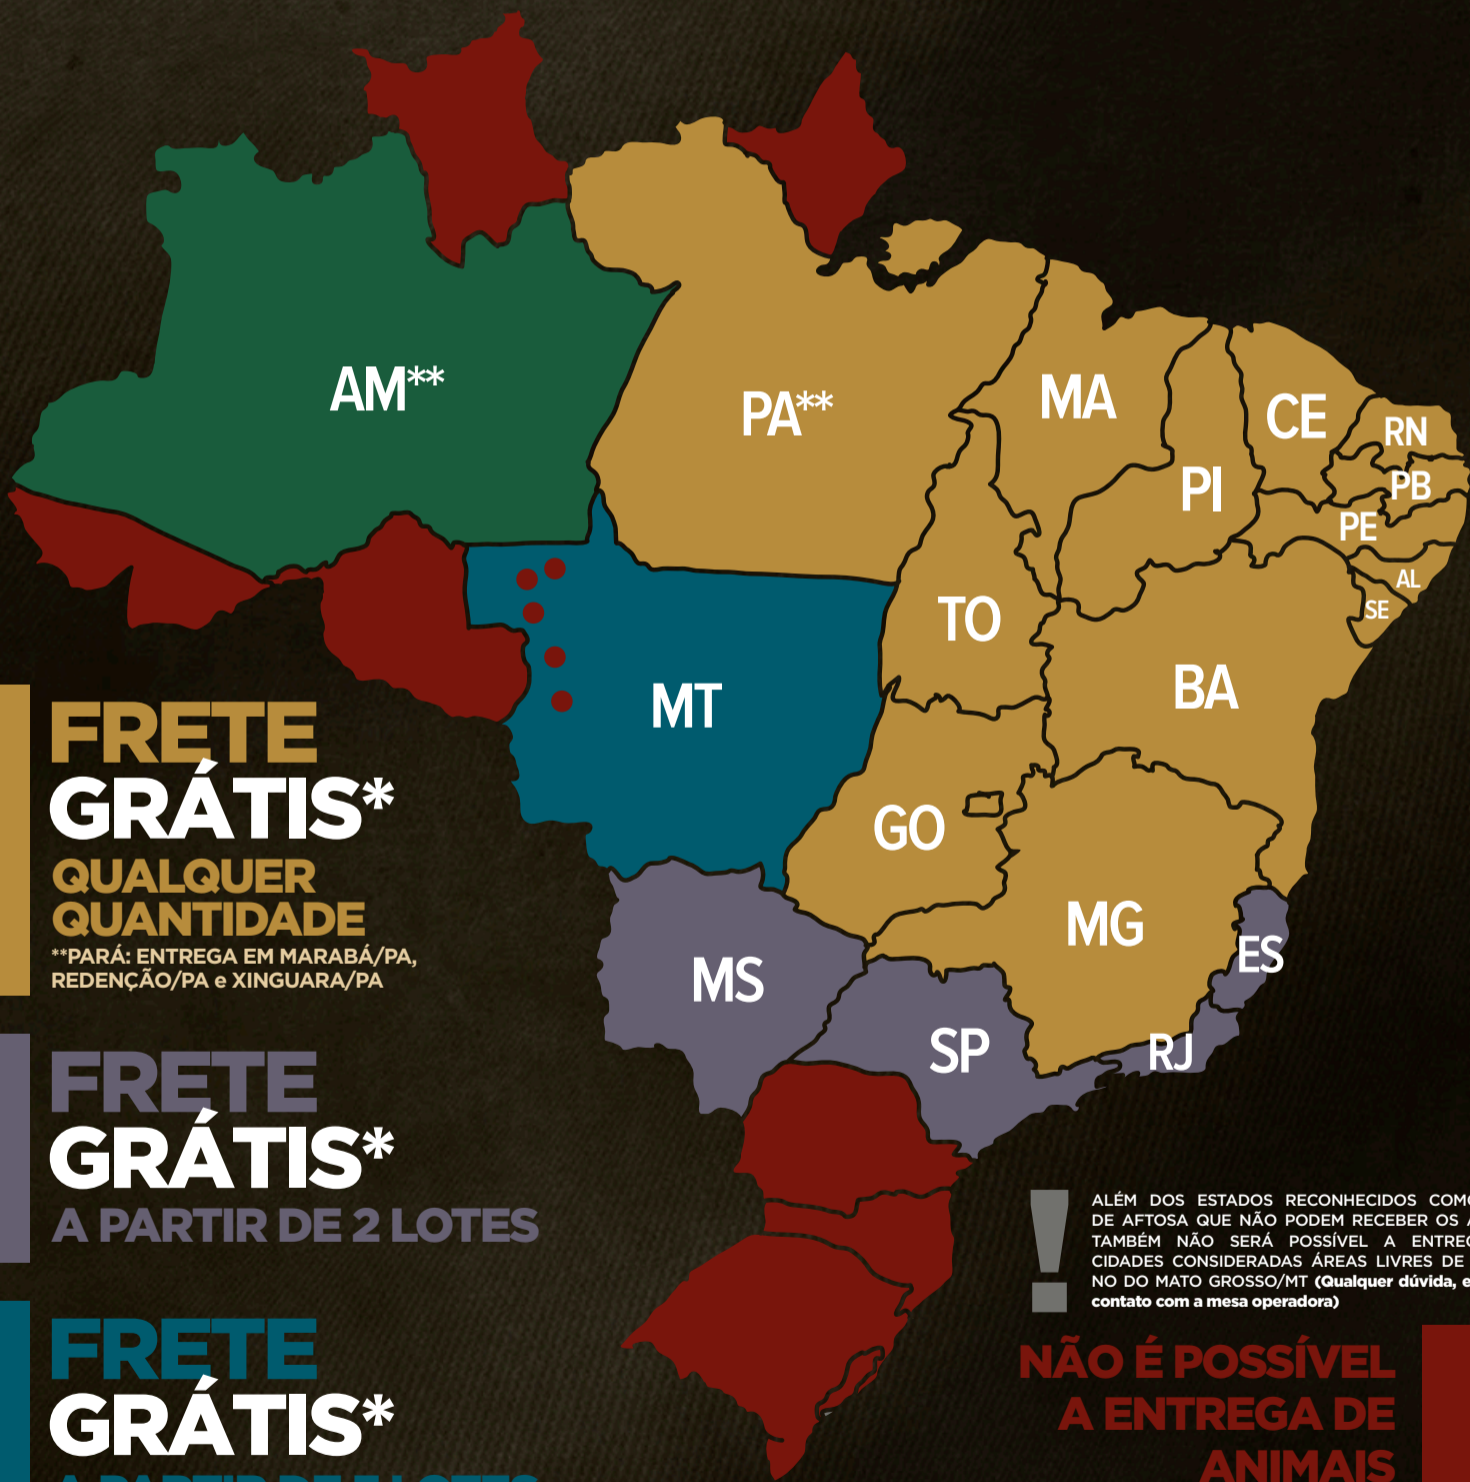 AM**
PA**
MA
CE
RN
PB
PI
PE
AL
SE
TO
BA
MT
GO
MG
ES
MS
SP
RJ
FRETE
GRÁTIS*
QUALQUER
QUANTIDADE
**PARÁ: ENTREGA EM MARABÁ/PA,
REDENÇÃO/PA e XINGUARA/PA
FRETE
GRÁTIS*
A PARTIR DE 2 LOTES
FRETE
GRÁTIS*
A PARTIR DE LOTES
ALÉM DOS ESTADOS RECONHECIDOS
DE AFTOSA QUE NÃO PODEM RECEBER OS
TAMBÉM NÃO SERÁ POSSÍVEL A
CIDADES CONSIDERADAS ÁREAS LIVRES DE
NO DO MATO GROSSO/MT (Qualquer dúvida,
contato com a mesa operadora)
NÃO É POSSÍVEL
A ENTREGA DE
ANIMAIS